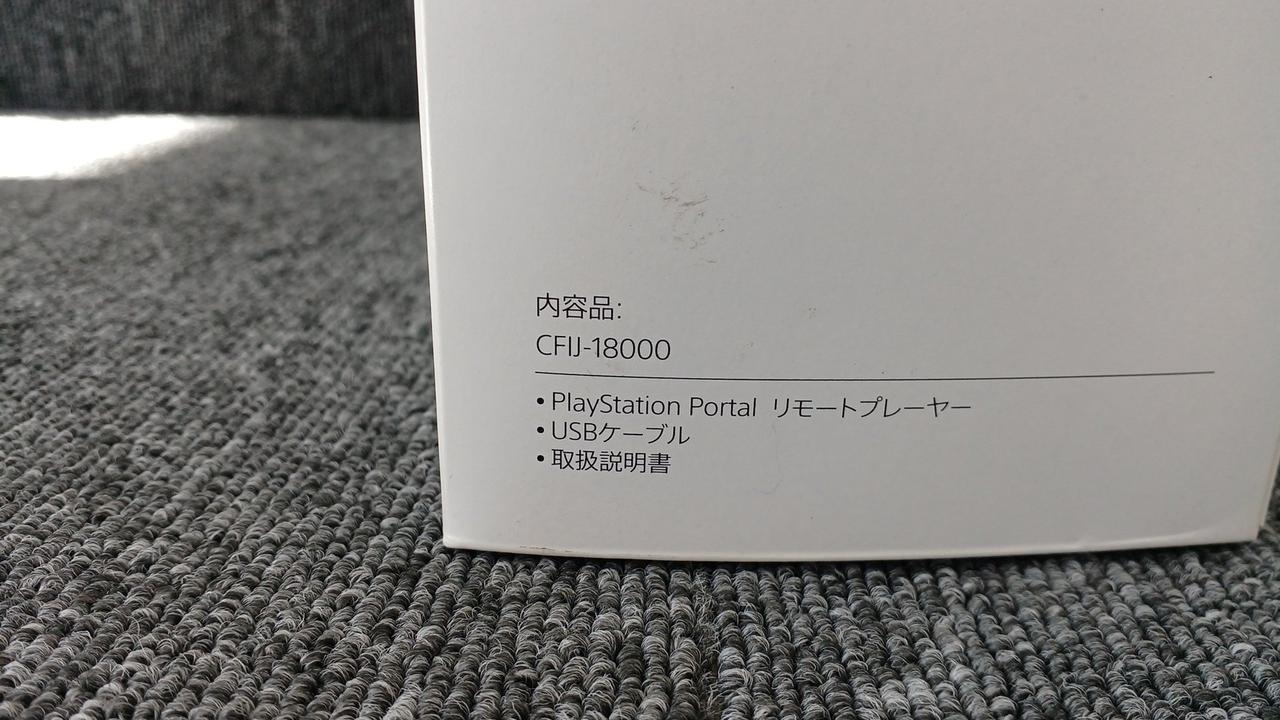 内容品:
CFIJ-18000
• PlayStation Portal リモートプレーヤー
• USBケーブル
• 取扱説明書